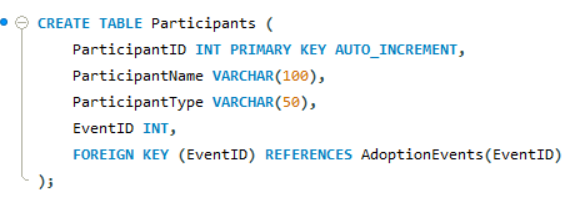 CREATE TABLE Participants (
ParticipantID INT PRIMARY KEY AUTO_INCREMENT,
ParticipantName VARCHAR(100),
ParticipantType VARCHAR(50),
EventID INT,
FOREIGN KEY (EventID) REFERENCES AdoptionEvents(EventID)
);